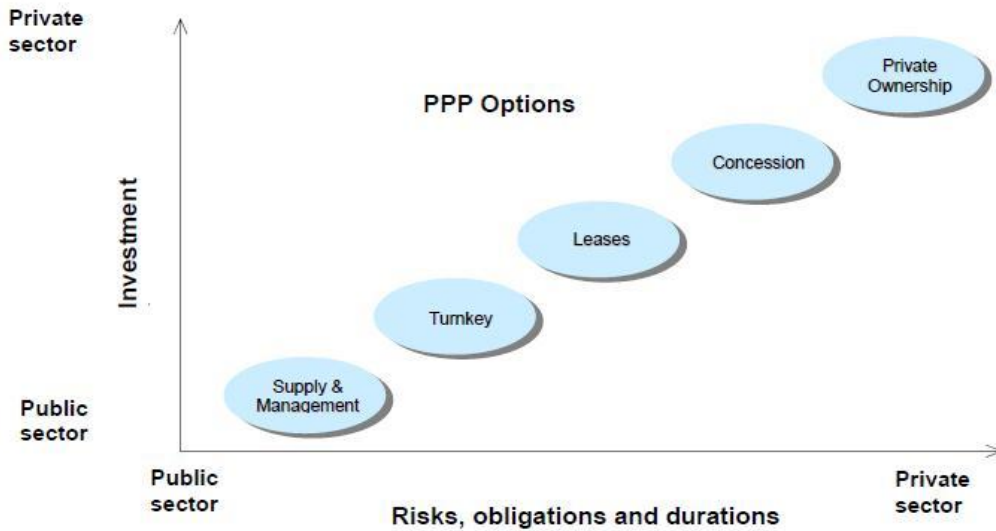 Private
sector
Private
Ownership
PPP Options
Concession
Investment
Leases
Turnkey
Supply &
Management
Public
sector
Public
sector
Private
sector
Risks, obligations and durations